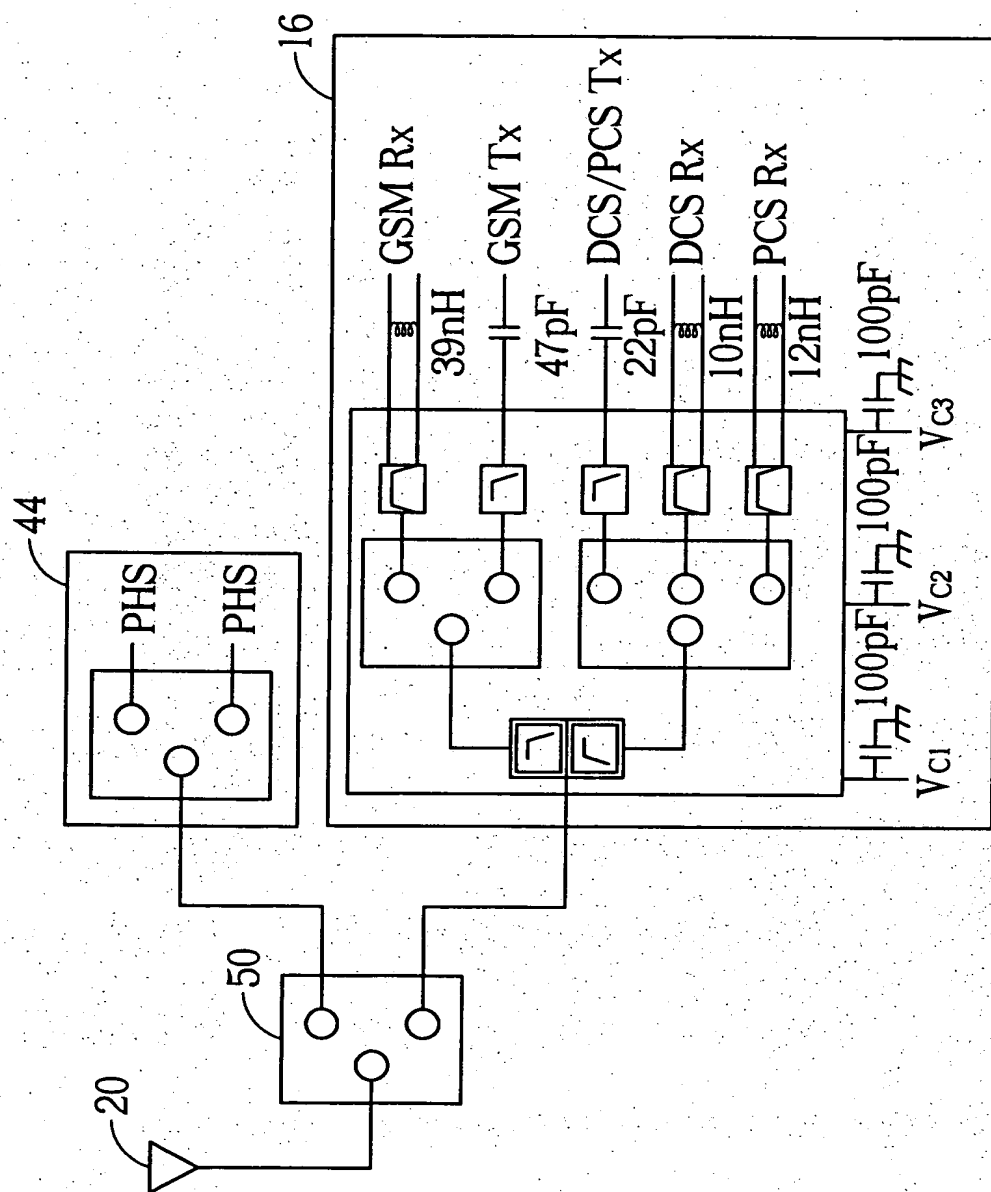 20
50
44
PHS
PHS
16
GSM Rx
39nH
GSM Tx
47pF
DCS/PCS Tx
22pF
DCS Rx
10nH
PCS Rx
12nH
100pF
VC1
100pF
VC2
100pF
VC3